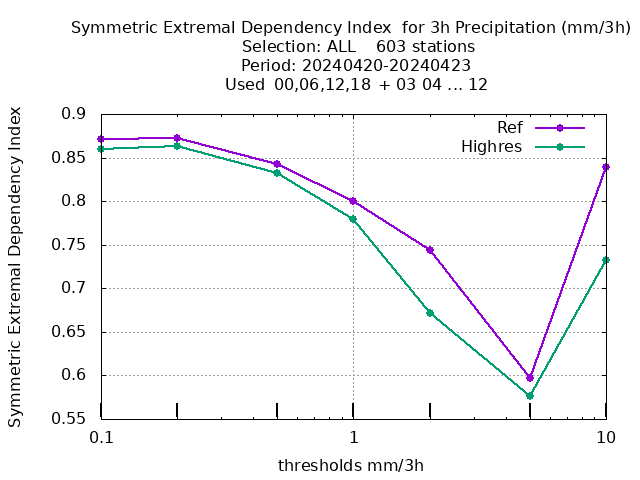 Symmetric Extremal Dependency Index  for 3h Precipitation (mm/3h)
Selection: ALL    603 stations
Period: 20240420-20240423
Used  00,06,12,18  + 03 04 ... 12
Symmetric Extremal Dependency Index
0.9
0.85
0.8
0.75
0.7
0.65
0.6
0.55
Ref
Highres
0.1
1
10
thresholds mm/3h